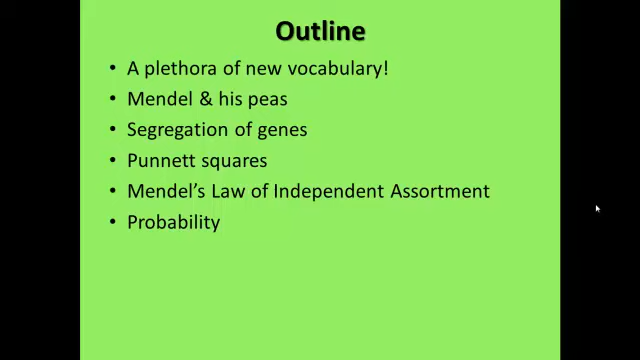 Outline
• A plethora of new vocabulary!
• Mendel & his peas
• Segregation of genes
• Punnett squares
• Mendel’s Law of Independent Assortment
• Probability